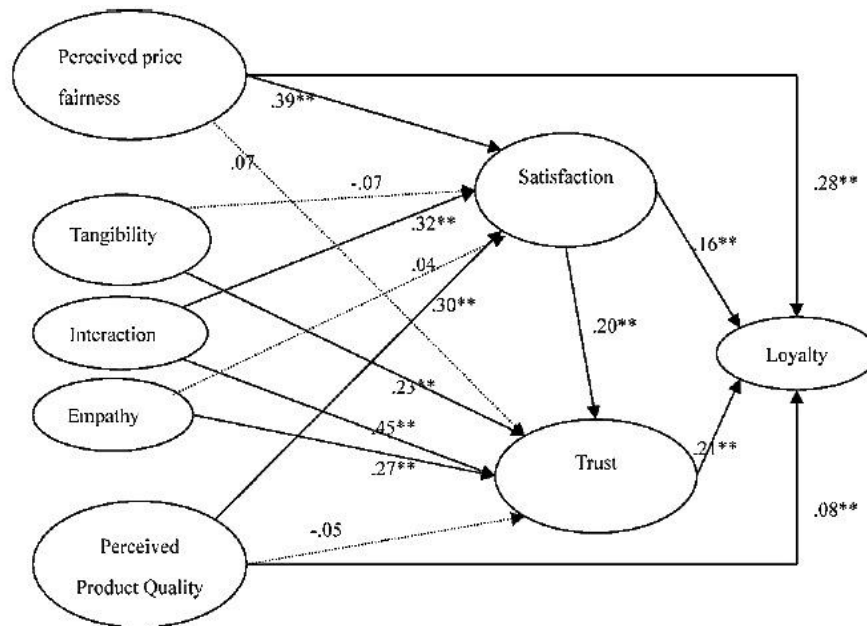 Perceived price
fairness
.39**
.07
-.07
Satisfaction
.28**
Tangibility
.32**
.16**
.04
Interaction
.30**
.20**
Loyalty
Empathy
.23**
.45**
.27**
Trust
.21**
.08**
-.05
Perceived
Product Quality